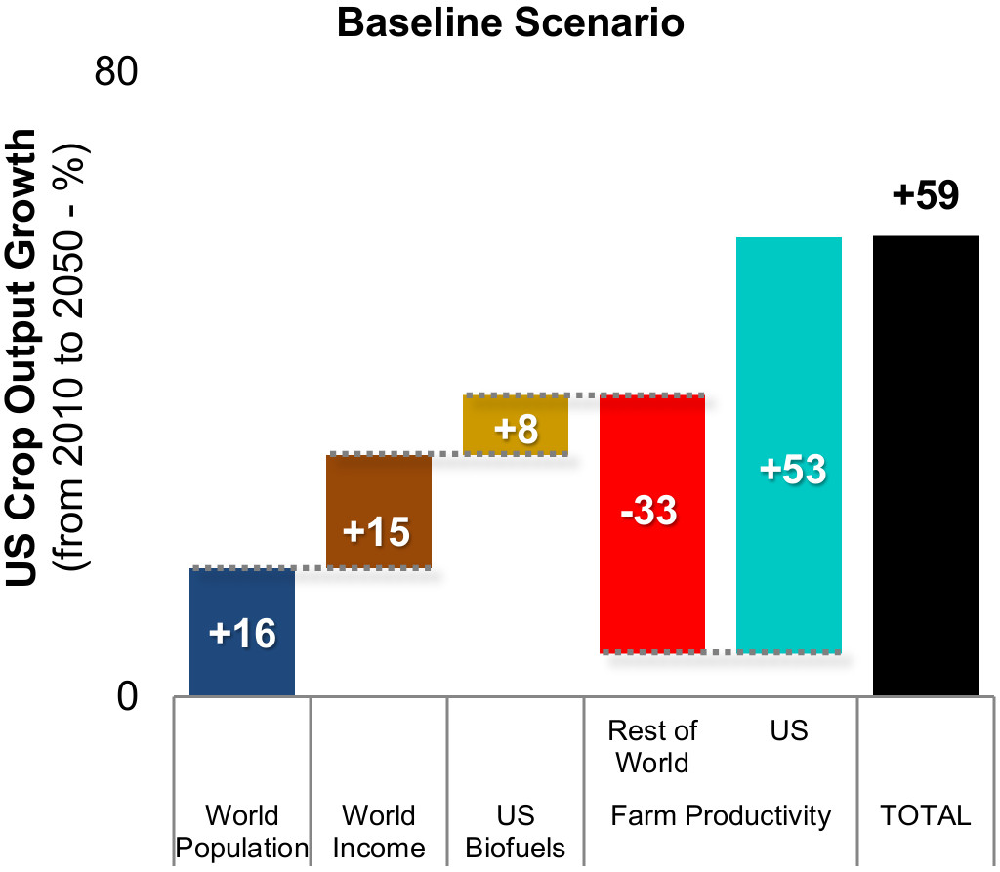 Baseline Scenario
80
US Crop Output Growth
(from 2010 to 2050 - %)
+59
+8
+53
-33
+15
+16
0
Rest of
World
US
World
Population
World
Income
US
Biofuels
Farm Productivity
TOTAL